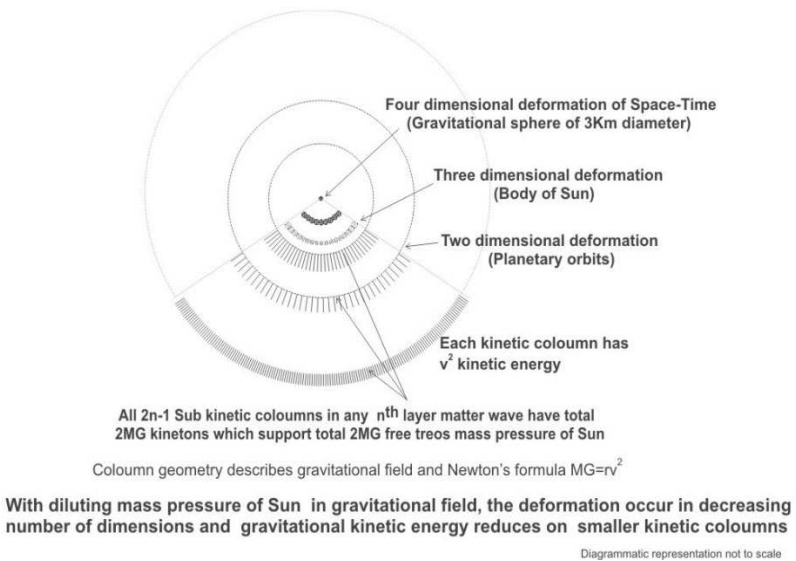 Four dimensional deformation of Space-Time
(Gravitational sphere of 3Km diameter)
Three dimensional deformation
(Body of Sun)
Two dimensional deformation
(Planetary orbits)
Each kinetic coloumn has
v² kinetic energy
All 2n-1 Sub kinetic coloumns in any nth layer matter wave have total
2MG kinetons which support total 2MG free treos mass pressure of Sun
Coloumn geometry describes gravitational field and Newton's formula MG=rv²
With diluting mass pressure of Sun in gravitational field, the deformation occur in decreasing
number of dimensions and gravitational kinetic energy reduces on smaller kinetic coloumns
Diagrammatic representation not to scale